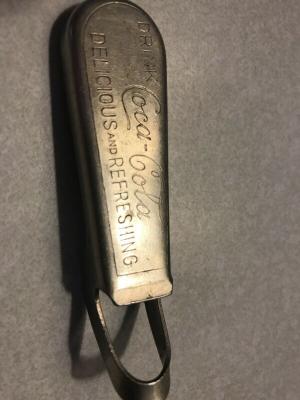 DRINK
Coca-Cola
DELICIOUS AND REFRESHING